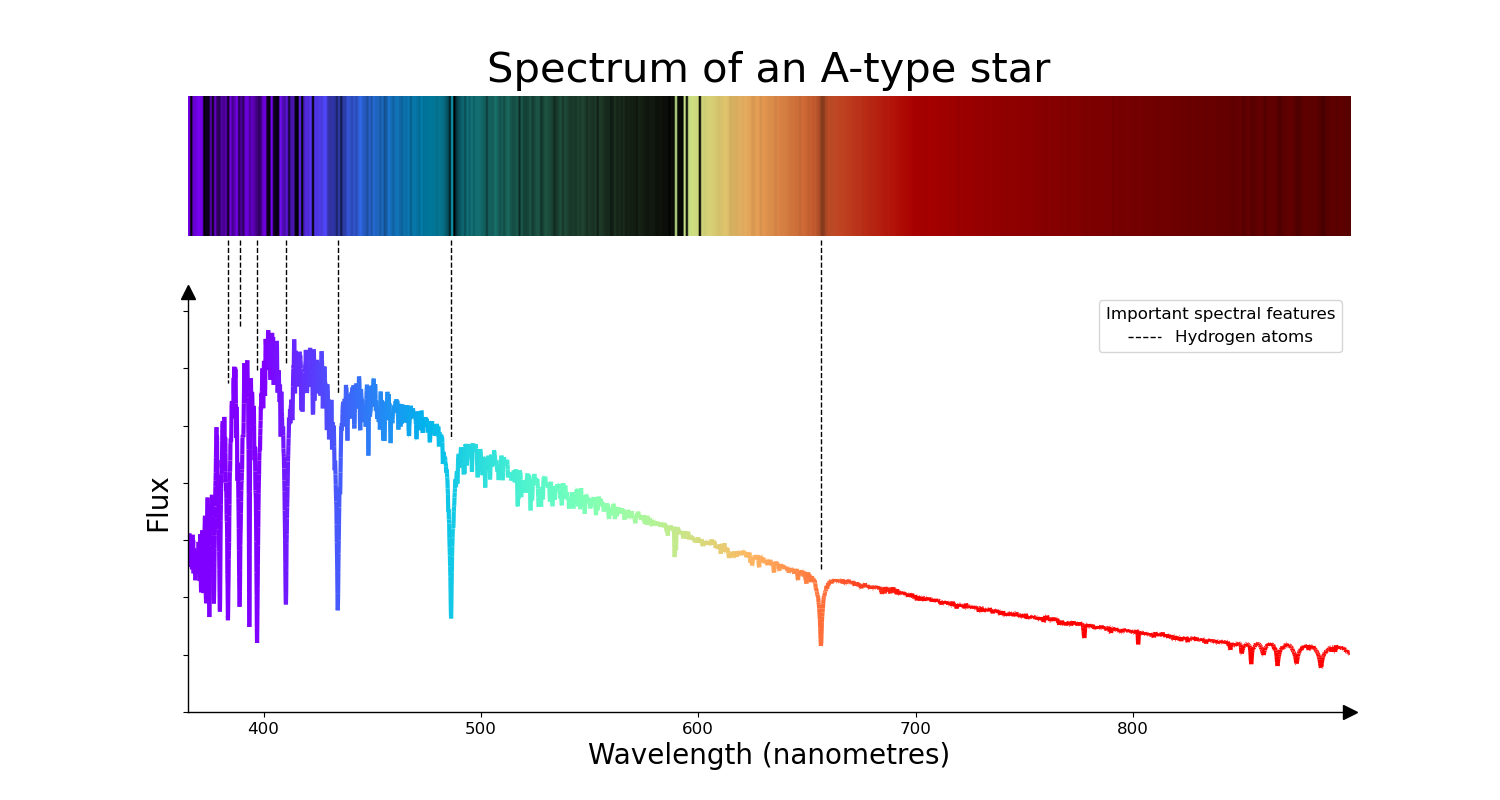 Spectrum of an A-type star
Important spectral features
Hydrogen atoms
Flux
400
500
600
700
800
Wavelength (nanometres)